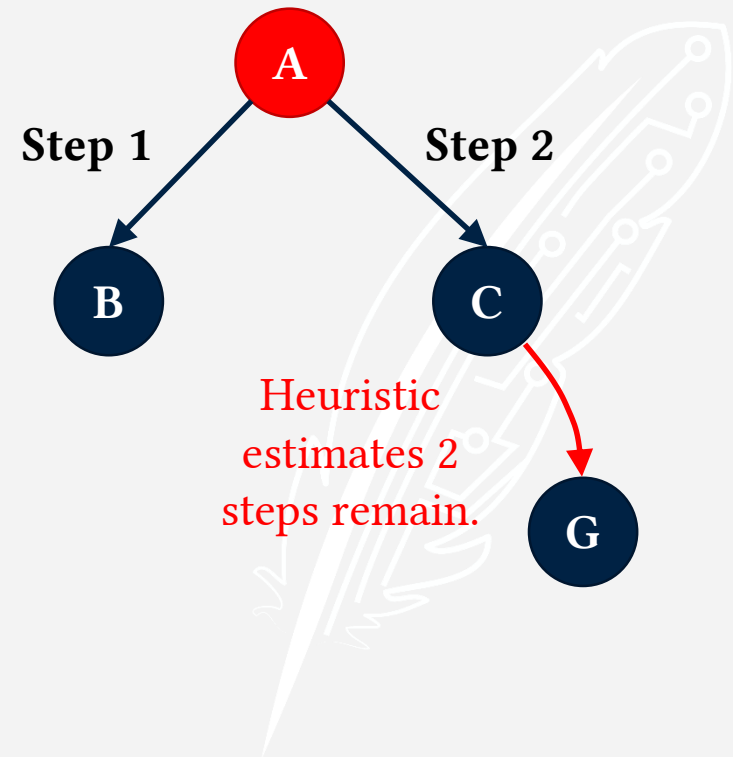 A
Step 1
Step 2
B
C
Heuristic
estimates 2
steps remain.
G